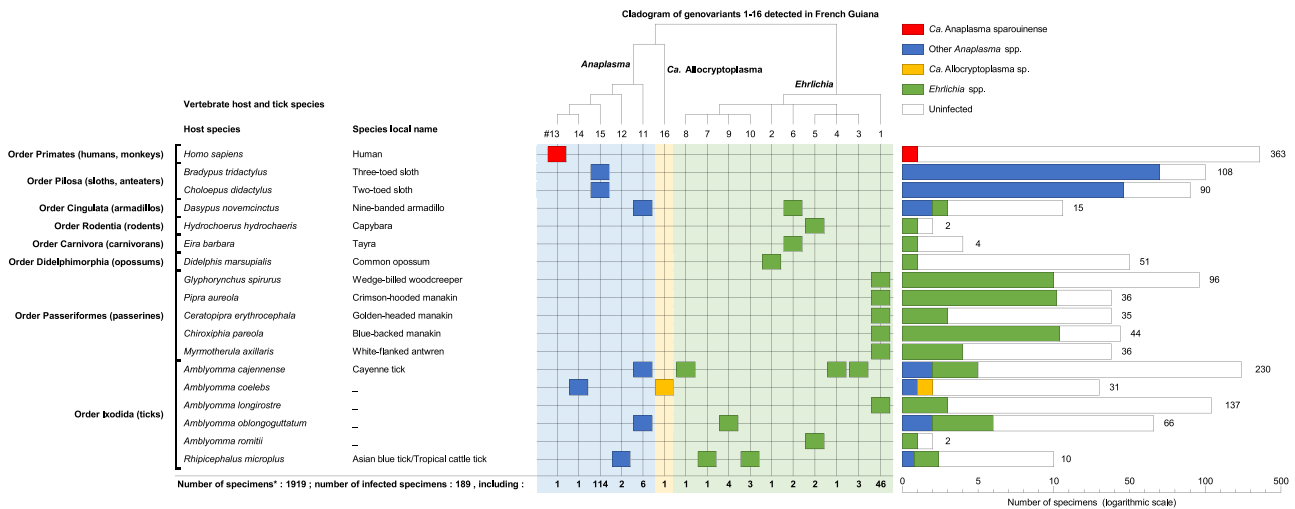 Cladogram of genovariants 1-16 detected in French Guiana
Ca. Anaplasma sparouinense
Other Anaplasma spp.
Ca. Allocryptoplasma sp.
Ehrlichia spp.
Uninfected
Anaplasma
Ca. Allocryptoplasma
Ehrlichia
Vertebrate host and tick species
Host species Species local name #13 14 15 12 11 16 8 7 9 10 2 6 5 4 3 1
Order Primates (humans, monkeys) Homo sapiens Human 363
Order Pilosa (sloths, anteaters)
Bradypus tridactylus Three-toed sloth 108
Choloepus didactylus Two-toed sloth 90
Order Cingulata (armadillos) Dasypus novemcinctus Nine-banded armadillo 15
Order Rodentia (rodents) Hydrochoerus hydrochaeris Capybara 2
Order Carnivora (carnivorans) Eira barbara Tayra 4
Order Didelphimorphia (opossums) Didelphis marsupialis Common opossum 51
Glyphorynchus spirurus Wedge-billed woodcreeper 96
Pipra aureola Crimson-hooded manakin 36
Order Passeriformes (passerines) Ceratopipra erythrocephala Golden-headed manakin 35
Chiroxiphia pareola Blue-backed manakin 44
Myrmotherula axillaris White-flanked antwren 36
Amblyomma cajennense Cayenne tick 230
Amblyomma coelebs _ 31
Order Ixodida (ticks)
Amblyomma longirostre _ 137
Amblyomma oblongoguttatum _ 66
Amblyomma romitii _ 2
Rhipicephalus microplus Asian blue tick/Tropical cattle tick 10
Number of specimens* : 1919 ; number of infected specimens : 189 , including : 1 1 114 2 6 1 1 1 4 3 1 2 2 1 3 46
0 5 10 50 100 500
Number of specimens (logarithmic scale)